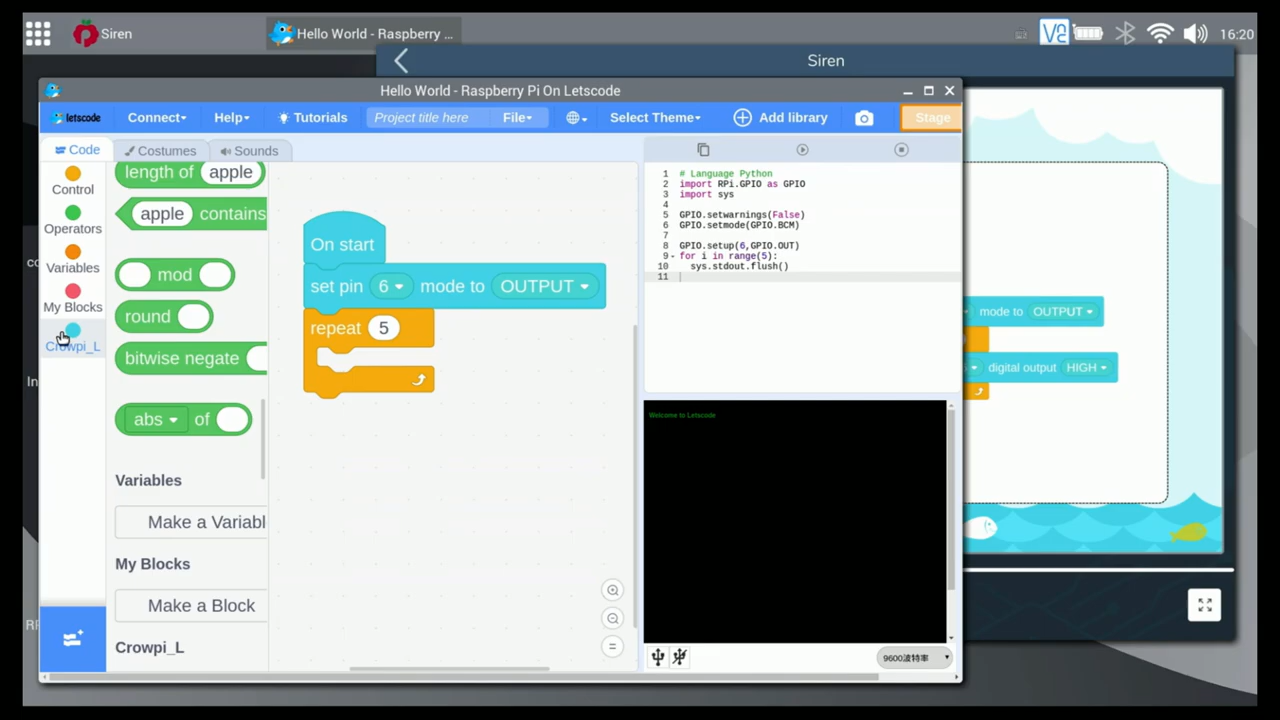 Siren
Hello World - Raspberry ...
16:20
Siren
Hello World - Raspberry Pi On Letscode
letscode
Connect
Help
Tutorials
Project title here
File
Select Theme
Add library
Stage
Code
Costumes
Sounds
Control
Operators
Variables
My Blocks
Crowpi_L
length of apple
apple contains
mod
round
bitwise negate
abs of
Variables
Make a Variabl
My Blocks
Make a Block
Crowpi_L
On start
set pin 6 mode to OUTPUT
repeat 5
1 # Language Python
2 import RPi.GPIO as GPIO
3 import sys
4
5 GPIO.setwarnings(False)
6 GPIO.setmode(GPIO.BCM)
7
8 GPIO.setup(6,GPIO.OUT)
9 for i in range(5):
10 sys.stdout.flush()
11
Welcome to Letscode
9600波特率
mode to OUTPUT
digital output HIGH